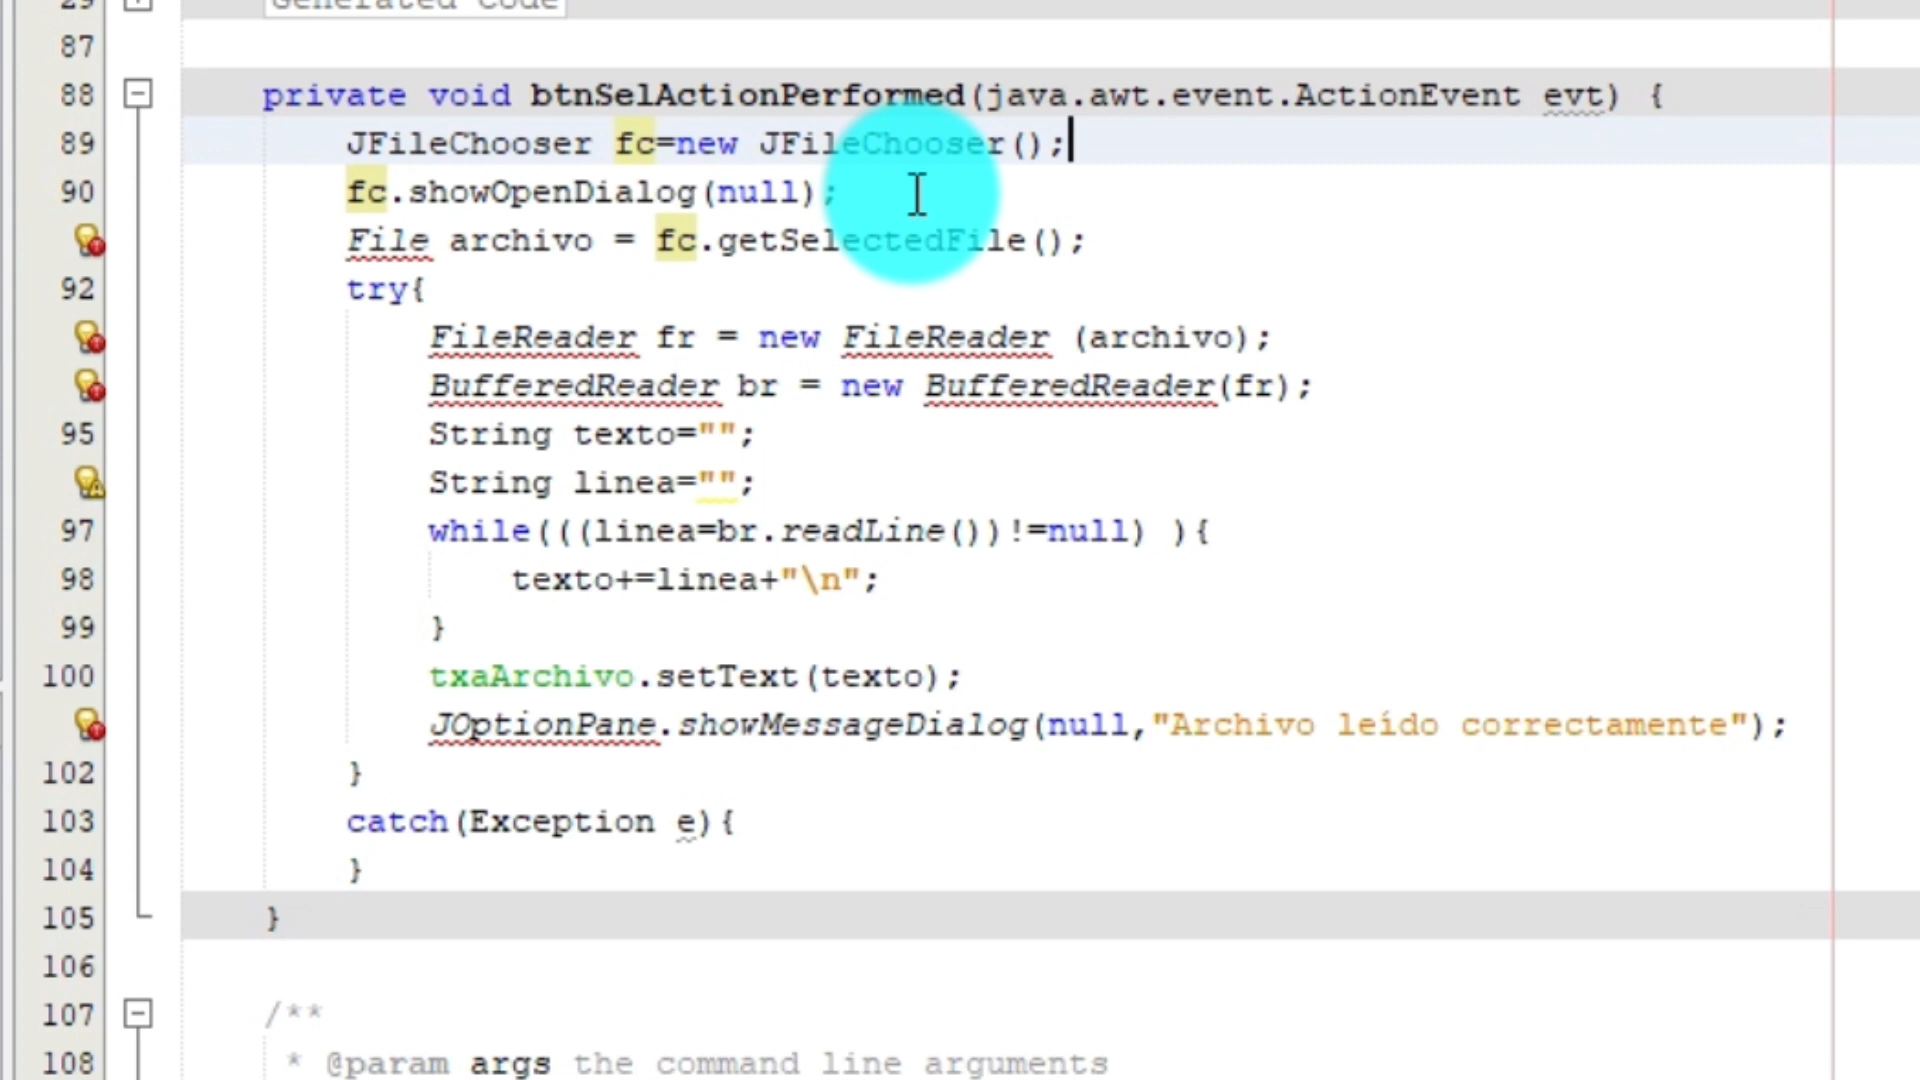 29 Generated Code
87
88 private void btnSelActionPerformed(java.awt.event.ActionEvent evt) {
89 JFileChooser fc=new JFileChooser();
90 fc.showOpenDialog(null);
File archivo = fc.getSelectedFile();
92 try{
FileReader fr = new FileReader (archivo);
BufferedReader br = new BufferedReader(fr);
95 String texto="";
String linea="";
97 while(((linea=br.readLine())!=null) ){
98 texto+=linea+"\n";
99 }
100 txaArchivo.setText(texto);
JOptionPane.showMessageDialog(null,"Archivo leído correctamente");
102 }
103 catch(Exception e){
104 }
105 }
106
107 /**
108 * @param args the command line arguments